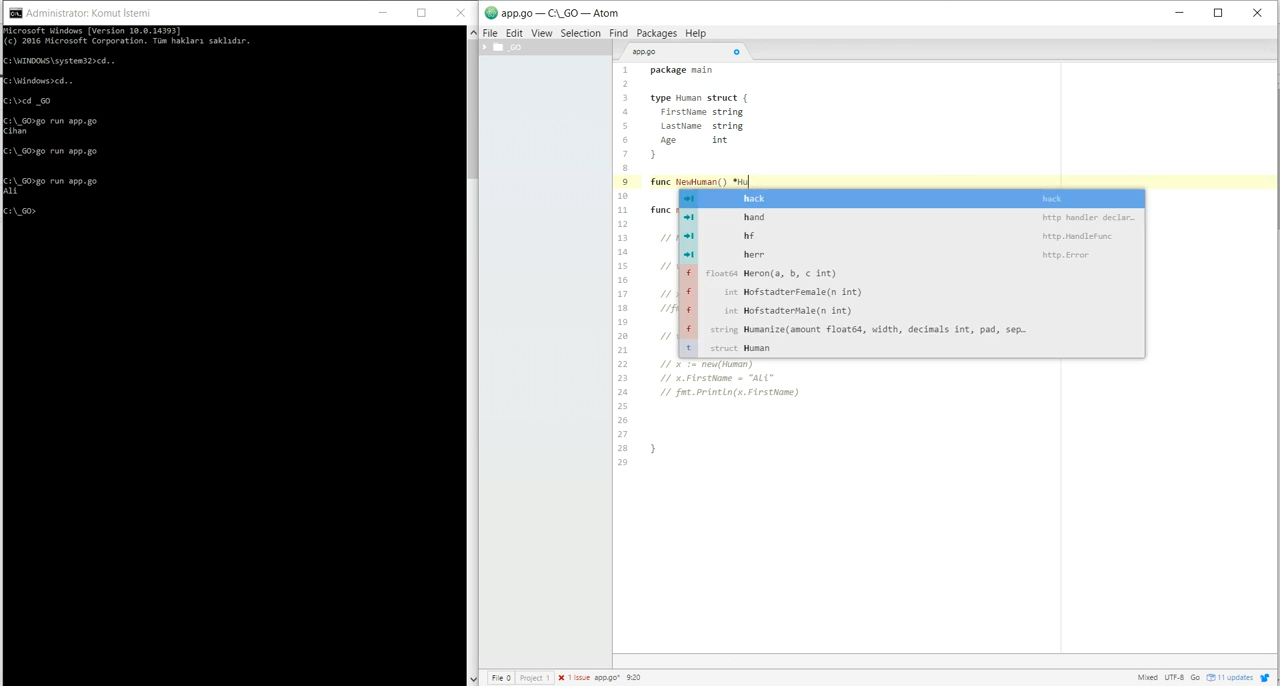 Administrator: Komut İstemi
Microsoft Windows [Version 10.0.14393]
(c) 2016 Microsoft Corporation. Tüm hakları saklıdır.
C:\WINDOWS\system32>cd..
C:\Windows>cd..
C:\>cd _GO
C:\_GO>go run app.go
Cihan
C:\_GO>go run app.go
C:\_GO>go run app.go
Ali
C:\_GO>
app.go — C:\_GO — Atom
File Edit View Selection Find Packages Help
_GO
app.go
1 package main
2
3 type Human struct {
4 FirstName string
5 LastName string
6 Age int
7 }
8
9 func NewHuman() *Hu
hack hack
hand http handler declar…
hf http.HandleFunc
herr http.Error
f float64 Heron(a, b, c int)
f int HofstadterFemale(n int)
f int HofstadterMale(n int)
f string Humanize(amount float64, width, decimals int, pad, sep…
t struct Human
10
11 func
12
13 //
14
15 //
16
17 //
18 //
19
20 //
21
22 // x := new(Human)
23 // x.FirstName = "ALi"
24 // fmt.Println(x.FirstName)
25
26
27
28 }
29
File 0 Project 1 1 Issue app.go* 9:20 Mixed UTF-8 Go 11 updates